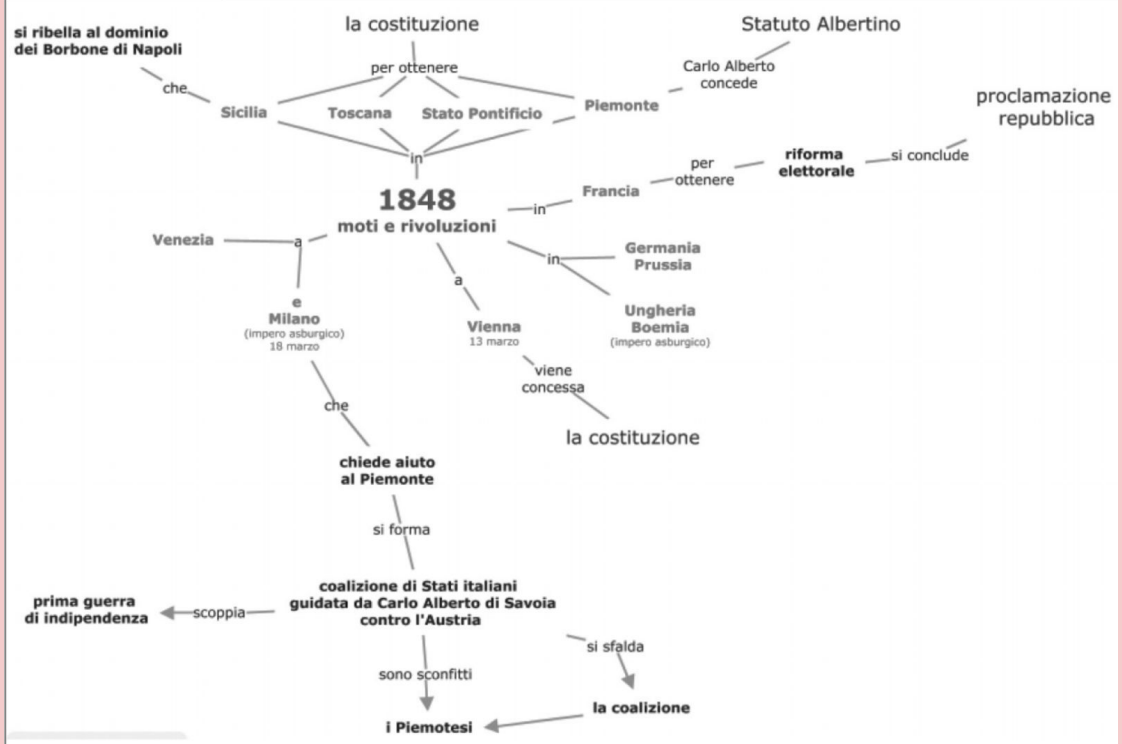 si ribella al dominio
dei Borbone di Napoli
la costituzione
Statuto Albertino
per ottenere
Carlo Alberto
concede
che
Sicilia
Toscana
Stato Pontificio
Piemonte
proclamazione
repubblica
in
per
ottenere
riforma
elettorale
si conclude
Francia
1848
moti e rivoluzioni
in
Venezia
a
in
Germania
Prussia
a
e
Milano
(impero asburgico)
18 marzo
Vienna
13 marzo
Ungheria
Boemia
(impero asburgico)
viene
concessa
che
la costituzione
chiede aiuto
al Piemonte
si forma
coalizione di Stati italiani
guidata da Carlo Alberto di Savoia
contro l'Austria
prima guerra
di indipendenza
scoppia
si sfalda
sono sconfitti
la coalizione
i Piemotesi